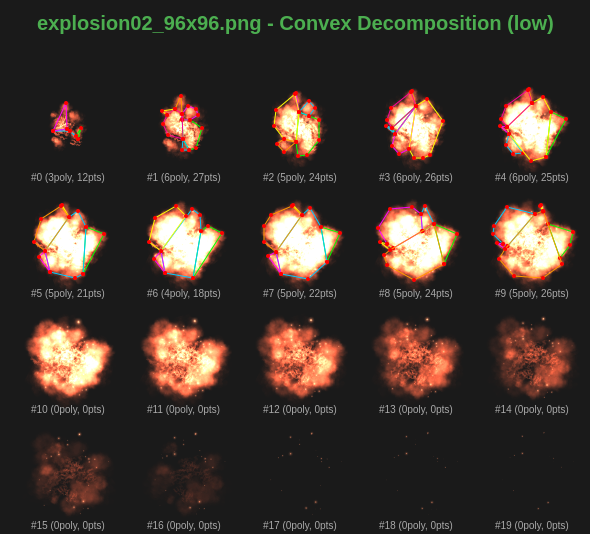 explosion02_96x96.png - Convex Decomposition (low)
#0 (3poly, 12pts) #1 (6poly, 27pts) #2 (5poly, 24pts) #3 (6poly, 26pts) #4 (6poly, 25pts)
#5 (5poly, 21pts) #6 (4poly, 18pts) #7 (5poly, 22pts) #8 (5poly, 24pts) #9 (5poly, 26pts)
#10 (0poly, 0pts) #11 (0poly, 0pts) #12 (0poly, 0pts) #13 (0poly, 0pts) #14 (0poly, 0pts)
#15 (0poly, 0pts) #16 (0poly, 0pts) #17 (0poly, 0pts) #18 (0poly, 0pts) #19 (0poly, 0pts)